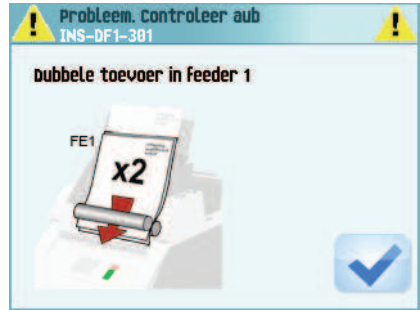 Probleem. Controleer aub
INS-DF1-301
Dubbele toevoer in feeder 1
FE1
x2